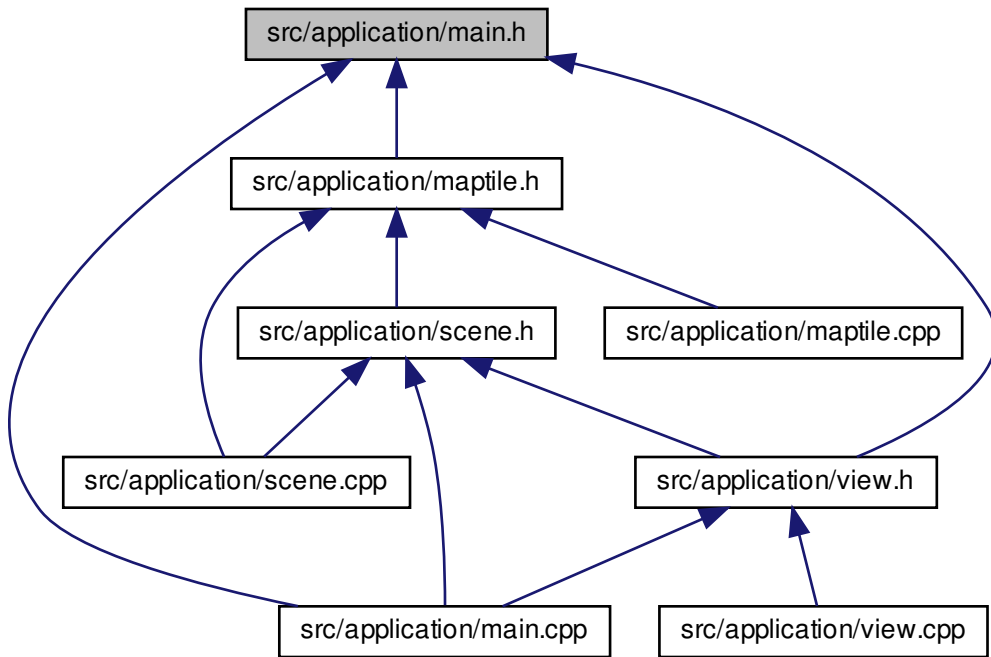 src/application/main.h
src/application/maptile.h
src/application/scene.h
src/application/maptile.cpp
src/application/scene.cpp
src/application/view.h
src/application/main.cpp
src/application/view.cpp